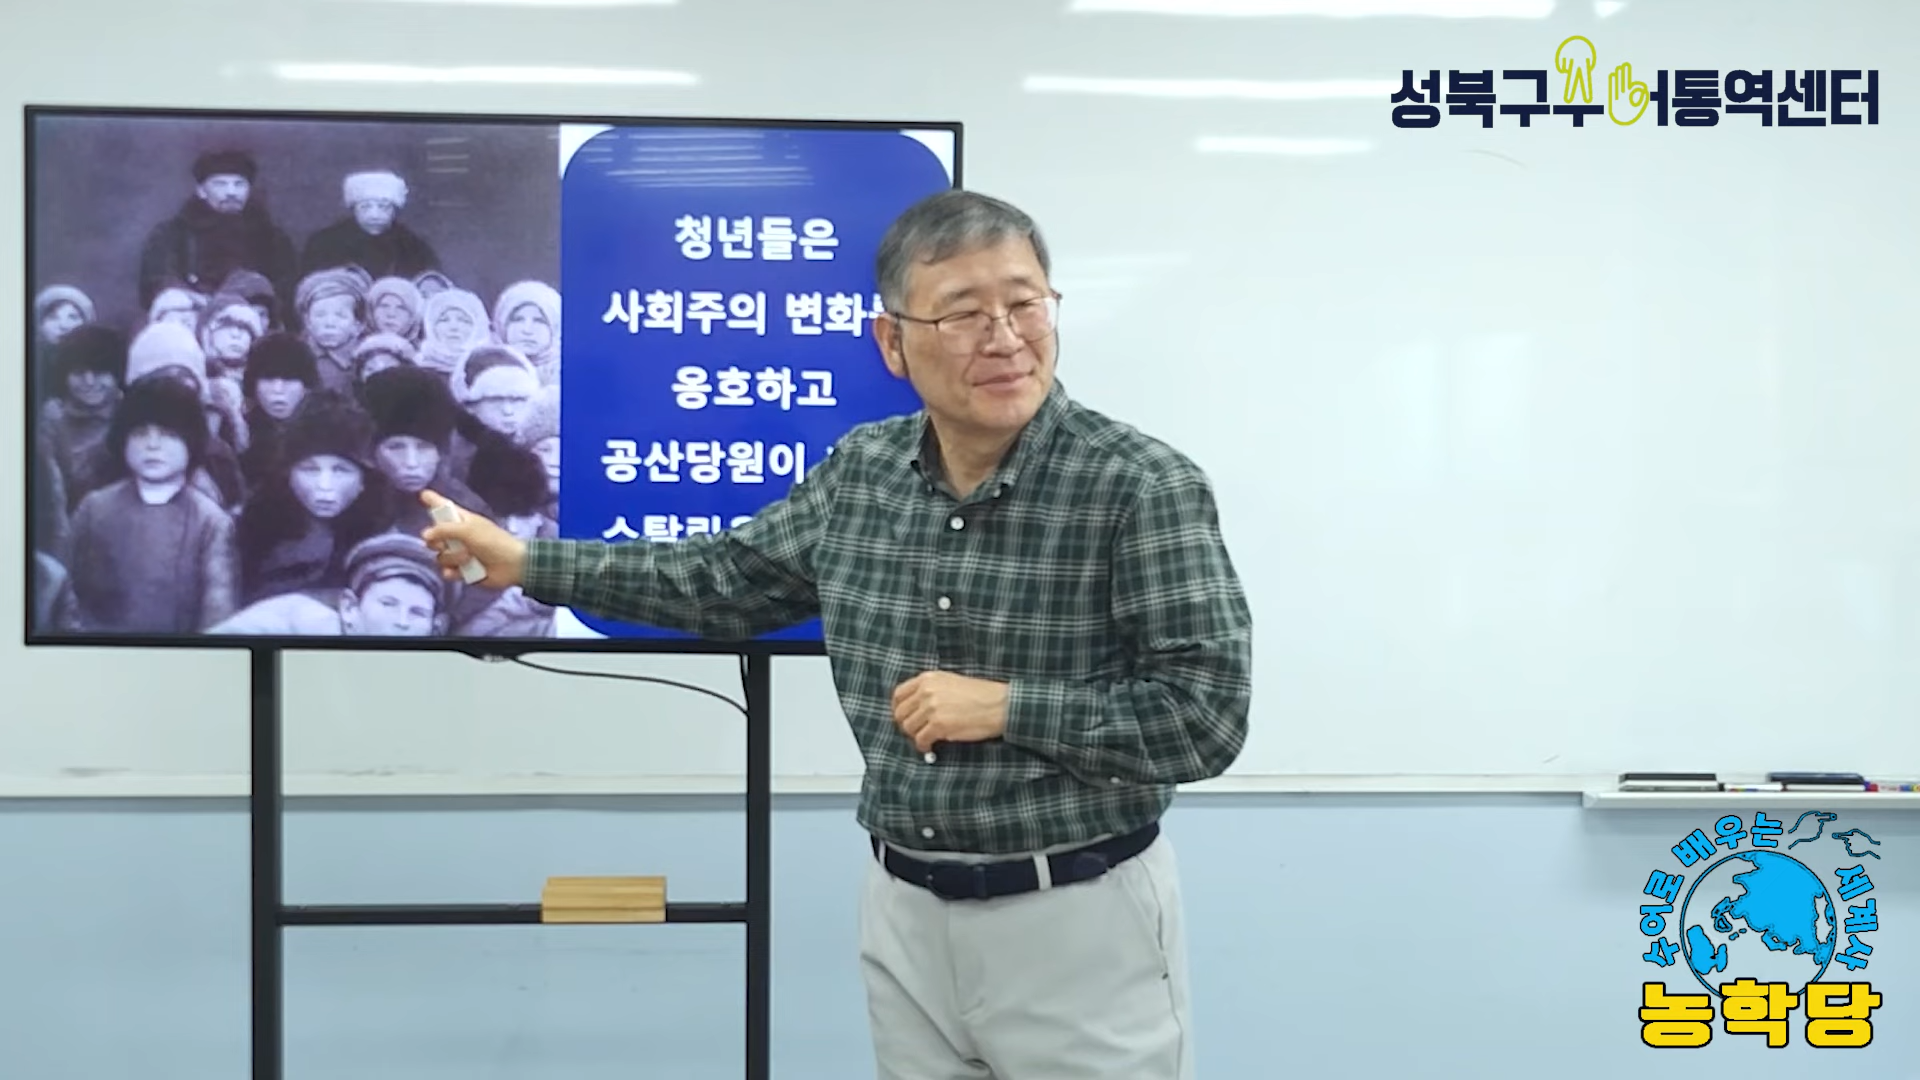 성북구수어통역센터
청년들은
사회주의 변화
옹호하고
공산당원이
수어로 배우는 세계사
농학당